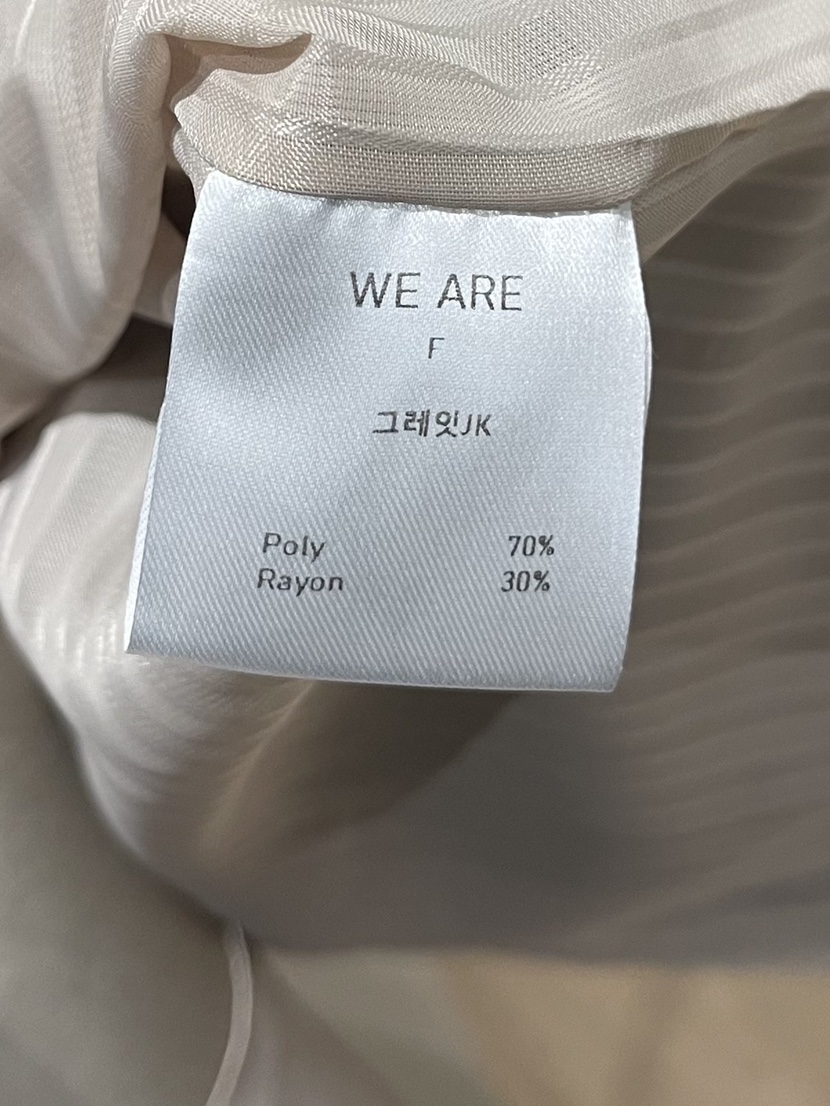 WE ARE
F
그레잇JK
Poly 70%
Rayon 30%